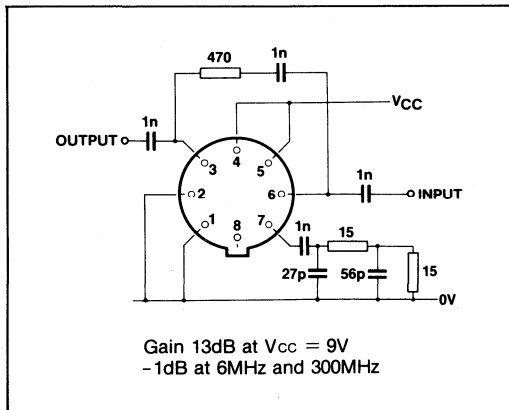 470
1n
1n
VCC
OUTPUT
4
3
5
2
6
1n
INPUT
1
8
7
1n
15
27p
56p
15
0V
Gain 13dB at VCC = 9V
-1dB at 6MHz and 300MHz